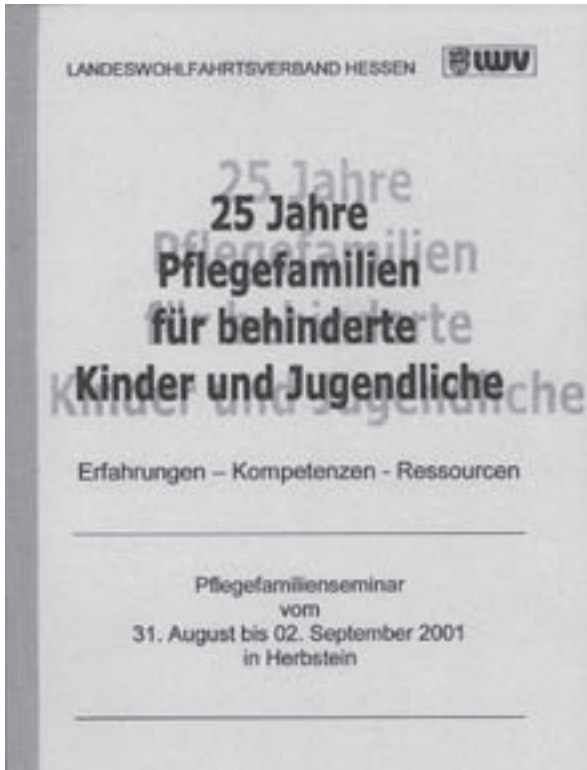 LANDESWOHLFAHRTSVERBAND HESSEN LWV
25 Jahre
Pflegefamilien
für behinderte
Kinder und Jugendliche
Erfahrungen – Kompetenzen - Ressourcen
Pflegefamilienseminar
vom
31. August bis 02. September 2001
in Herbstein